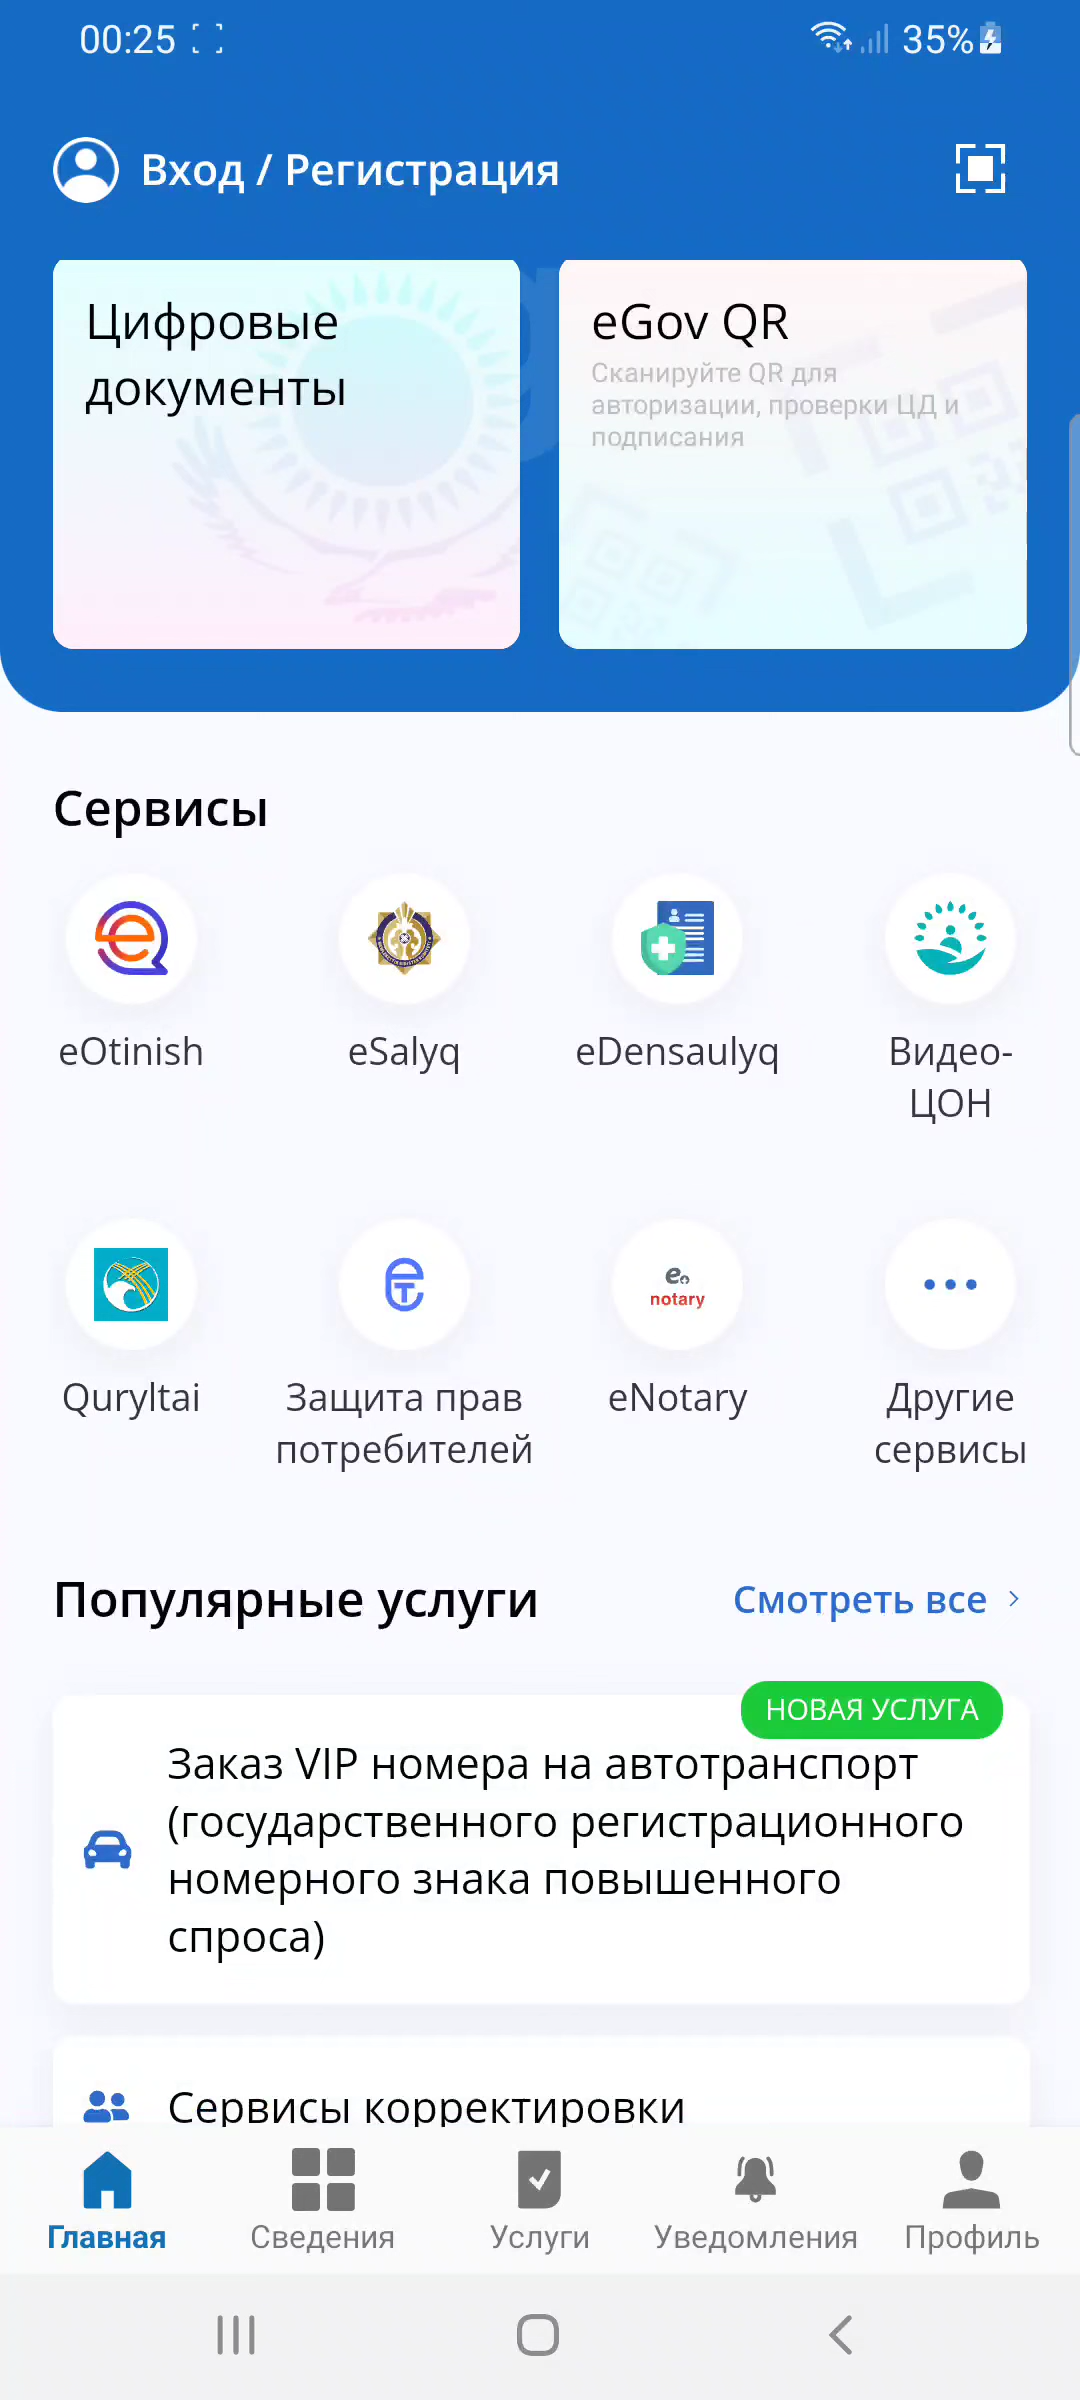 00:25
35%
Вход / Регистрация
Цифровые
документы
eGov QR
Сканируйте QR для
авторизации, проверки ЦД и
подписания
Сервисы
eOtinish
eSalyq
eDensaulyq
Видео-
ЦОН
e
notary
Quryltai
Защита прав
потребителей
eNotary
Другие
сервисы
Популярные услуги
Смотреть все
НОВАЯ УСЛУГА
Заказ VIP номера на автотранспорт
(государственного регистрационного
номерного знака повышенного
спроса)
Сервисы корректировки
Главная
Сведения
Услуги
Уведомления
Профиль